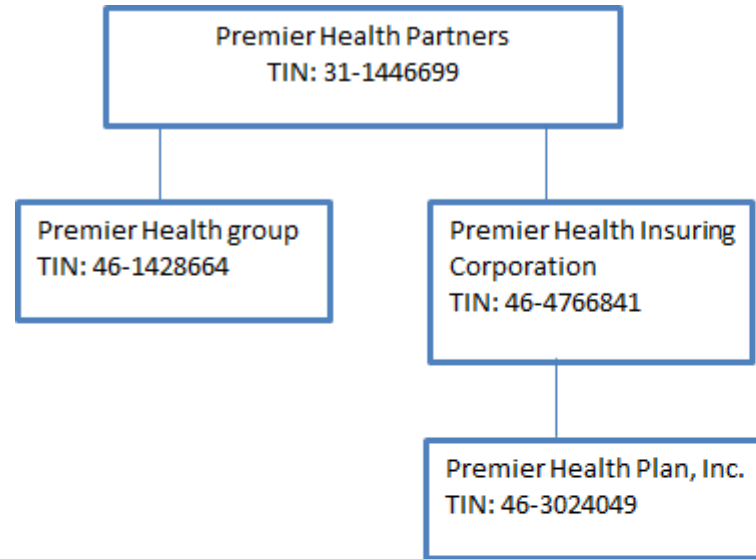 Premier Health Partners
TIN: 31-1446699
Premier Health group
TIN: 46-1428664
Premier Health Insuring
Corporation
TIN: 46-4766841
Premier Health Plan, Inc.
TIN: 46-3024049